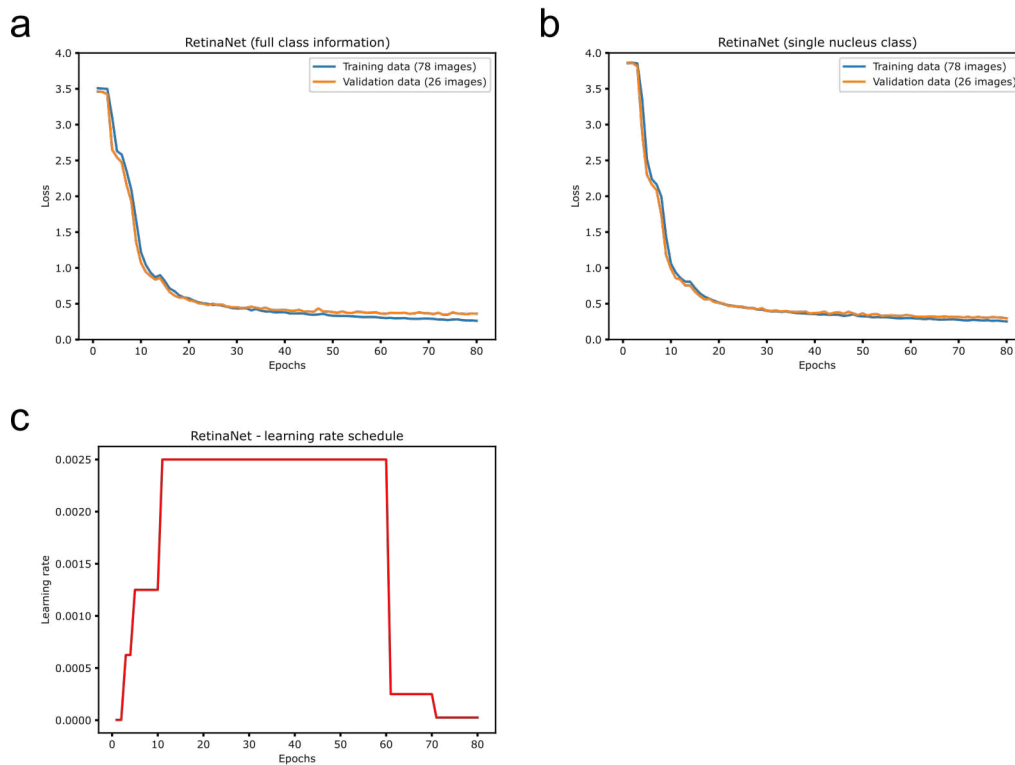 a
RetinaNet (full class information)
4.0
3.5
3.0
2.5
2.0
1.5
1.0
0.5
0.0
Loss
Training data (78 images)
Validation data (26 images)
0 10 20 30 40 50 60 70 80
Epochs
b
RetinaNet (single nucleus class)
4.0
3.5
3.0
2.5
2.0
1.5
1.0
0.5
0.0
Loss
Training data (78 images)
Validation data (26 images)
0 10 20 30 40 50 60 70 80
Epochs
c
RetinaNet - learning rate schedule
0.0025
0.0020
0.0015
0.0010
0.0005
0.0000
Learning rate
0 10 20 30 40 50 60 70 80
Epochs